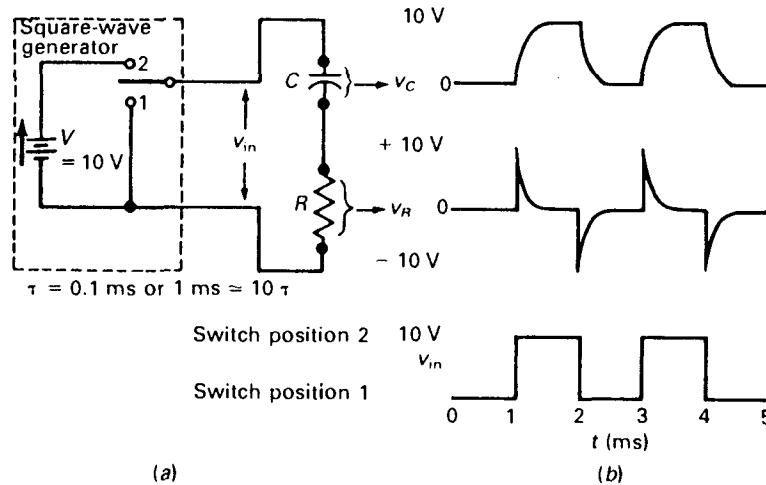 Square-wave
generator
2
1
V
= 10 V
v_in
C
R
v_C
v_R
10 V
0
+ 10 V
0
− 10 V
τ = 0.1 ms or 1 ms ≃ 10 τ
Switch position 2
10 V
v_in
Switch position 1
0 1 2 3 4 5
t (ms)
(a)
(b)